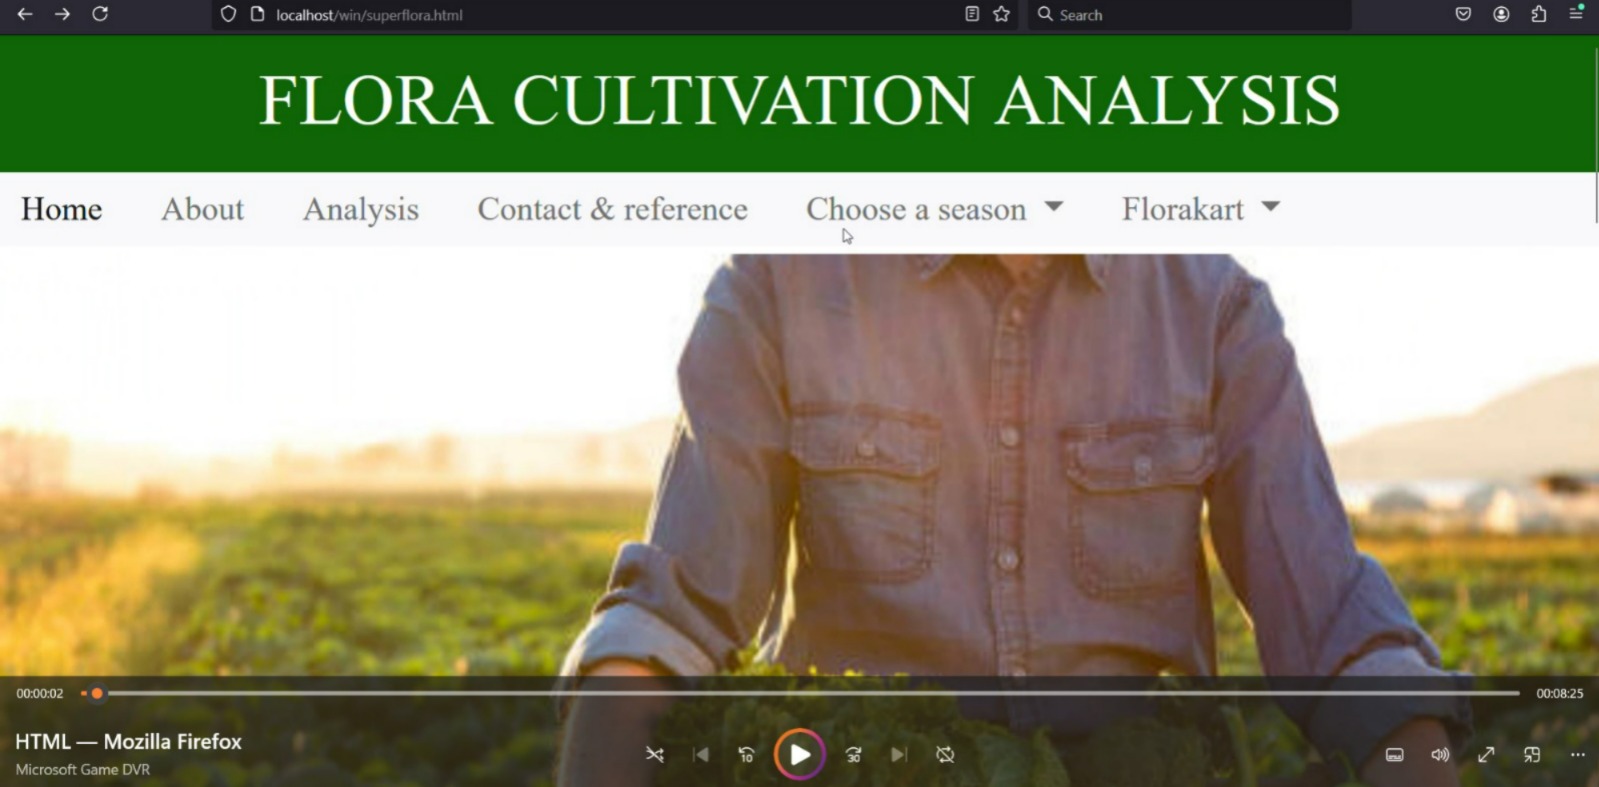 localhost/win/superflora.html
Search
FLORA CULTIVATION ANALYSIS
Home About Analysis Contact & reference Choose a season Florakart
00:00:02 00:08:25
HTML — Mozilla Firefox
10 30
Microsoft Game DVR